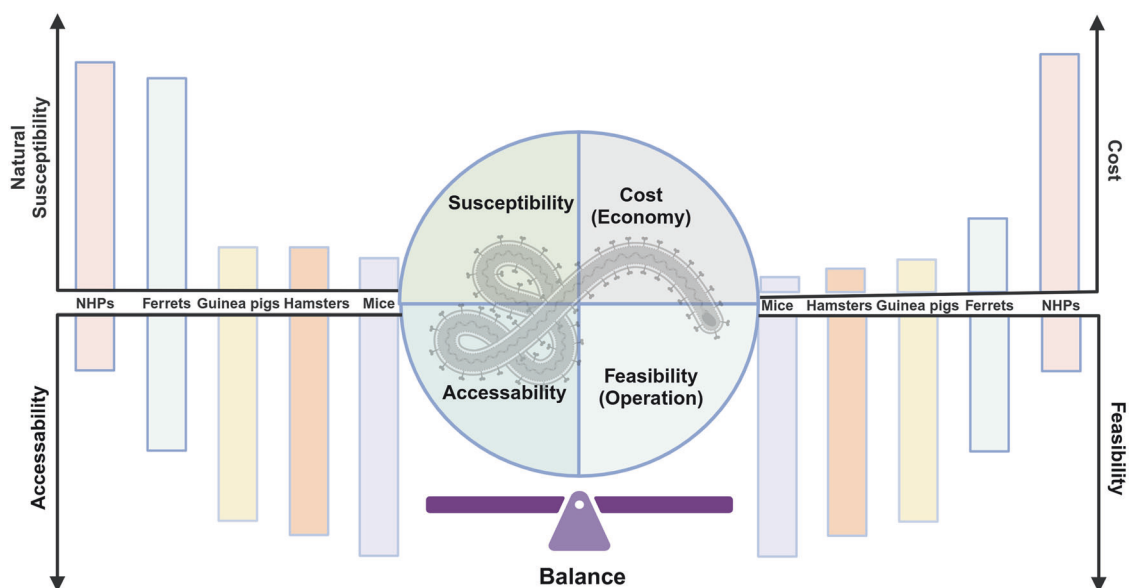 Natural
Susceptibility
Cost
Susceptibility
Cost
(Economy)
NHPs Ferrets Guinea pigs Hamsters Mice
Mice Hamsters Guinea pigs Ferrets NHPs
Accessability
Feasibility
(Operation)
Accessability
Feasibility
Balance